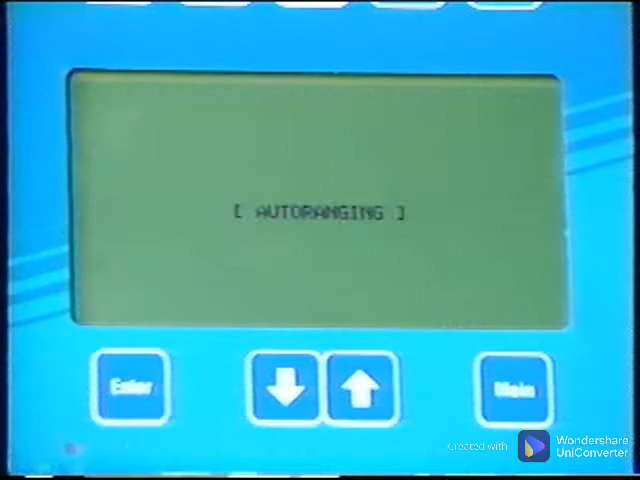 [ AUTORANGING ]
Enter
Main
Created with
Wondershare
UniConverter